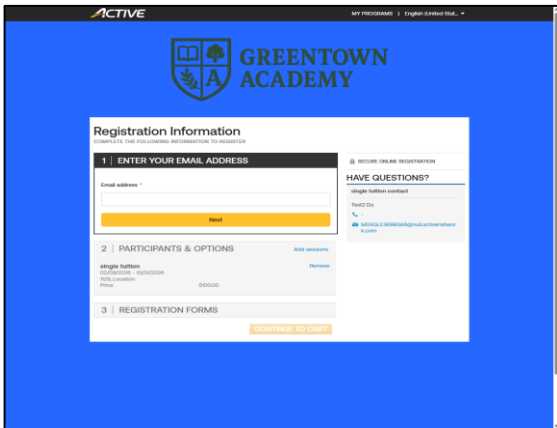 ACTIVE
MY PROGRAMS | English (United Stat...
GREENTOWN
ACADEMY
Registration Information
COMPLETE THE FOLLOWING INFORMATION TO REGISTER
1 | ENTER YOUR EMAIL ADDRESS
Email address *
Next
2 | PARTICIPANTS & OPTIONS
Add sessions
single tuition
Remove
Price $100.00
3 | REGISTRATION FORMS
CONTINUE TO CART
SECURE ONLINE REGISTRATION
HAVE QUESTIONS?
single tuition contact
Test2 Du